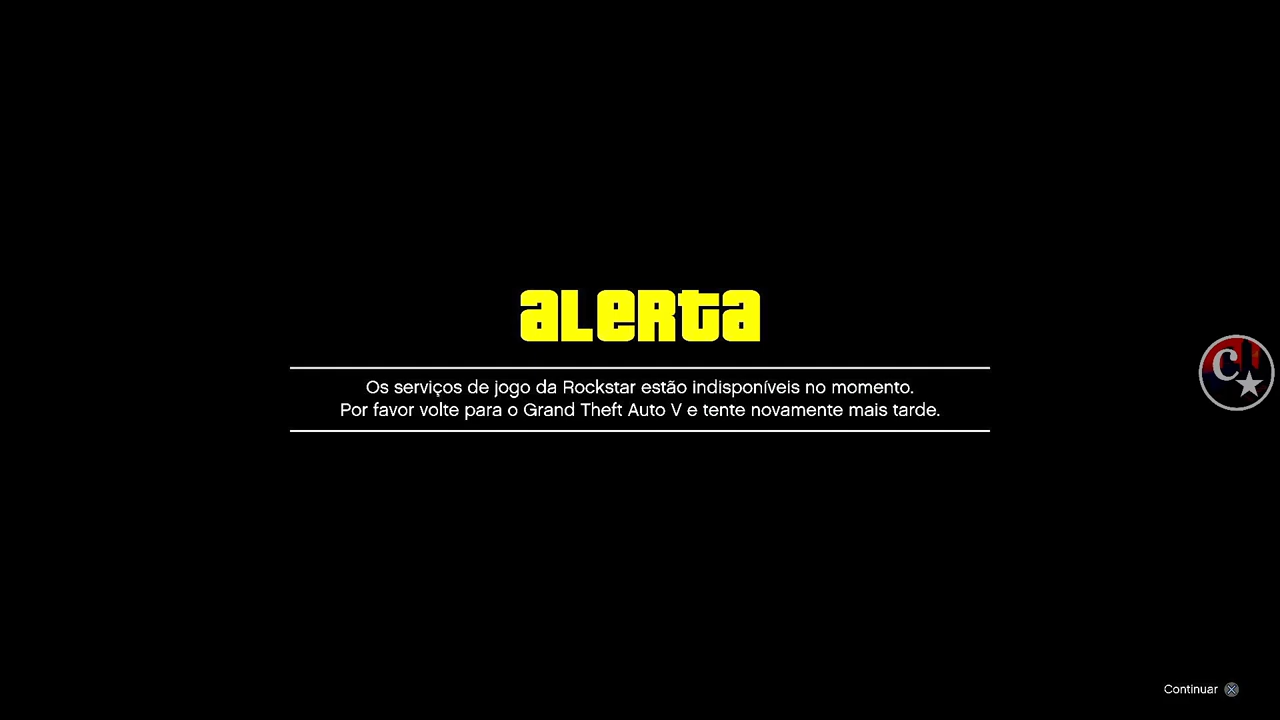 alerta
Os serviços de jogo da Rockstar estão indisponíveis no momento.
Por favor volte para o Grand Theft Auto V e tente novamente mais tarde.
C
Continuar